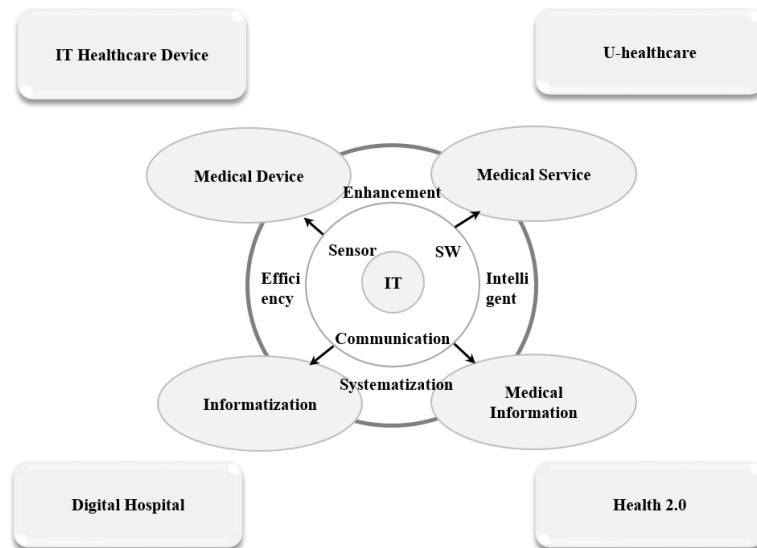 IT Healthcare Device
U-healthcare
Medical Device
Medical Service
Enhancement
Sensor
SW
Effici
ency
IT
Intelli
gent
Communication
Systematization
Informatization
Medical
Information
Digital Hospital
Health 2.0